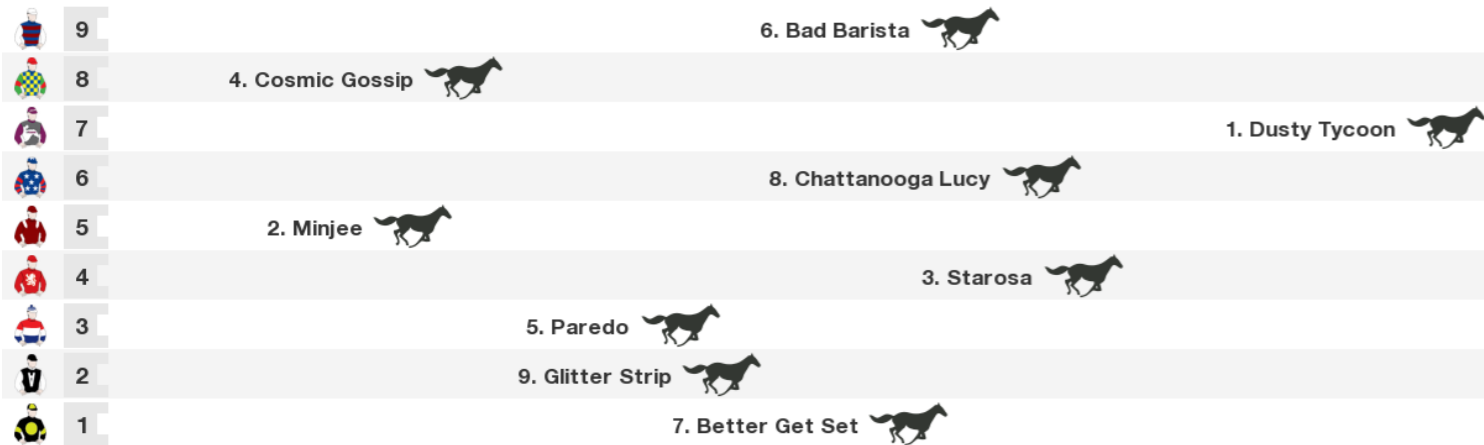 9 6. Bad Barista
8 4. Cosmic Gossip
7 1. Dusty Tycoon
6 8. Chattanooga Lucy
5 2. Minjee
4 3. Starosa
3 5. Paredo
2 9. Glitter Strip
1 7. Better Get Set